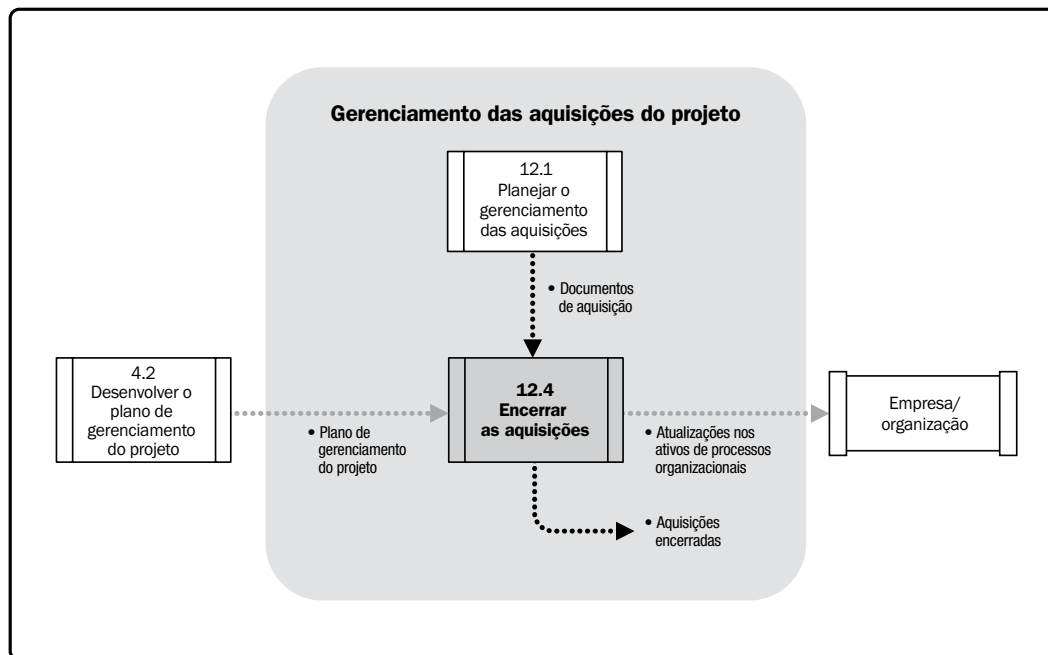 Gerenciamento das aquisições do projeto
12.1
Planejar o
gerenciamento
das aquisições
• Documentos
de aquisição
4.2
Desenvolver o
plano de
gerenciamento
do projeto
• Plano de
gerenciamento
do projeto
12.4
Encerrar
as aquisições
• Atualizações nos
ativos de processos
organizacionais
Empresa/
organização
• Aquisições
encerradas